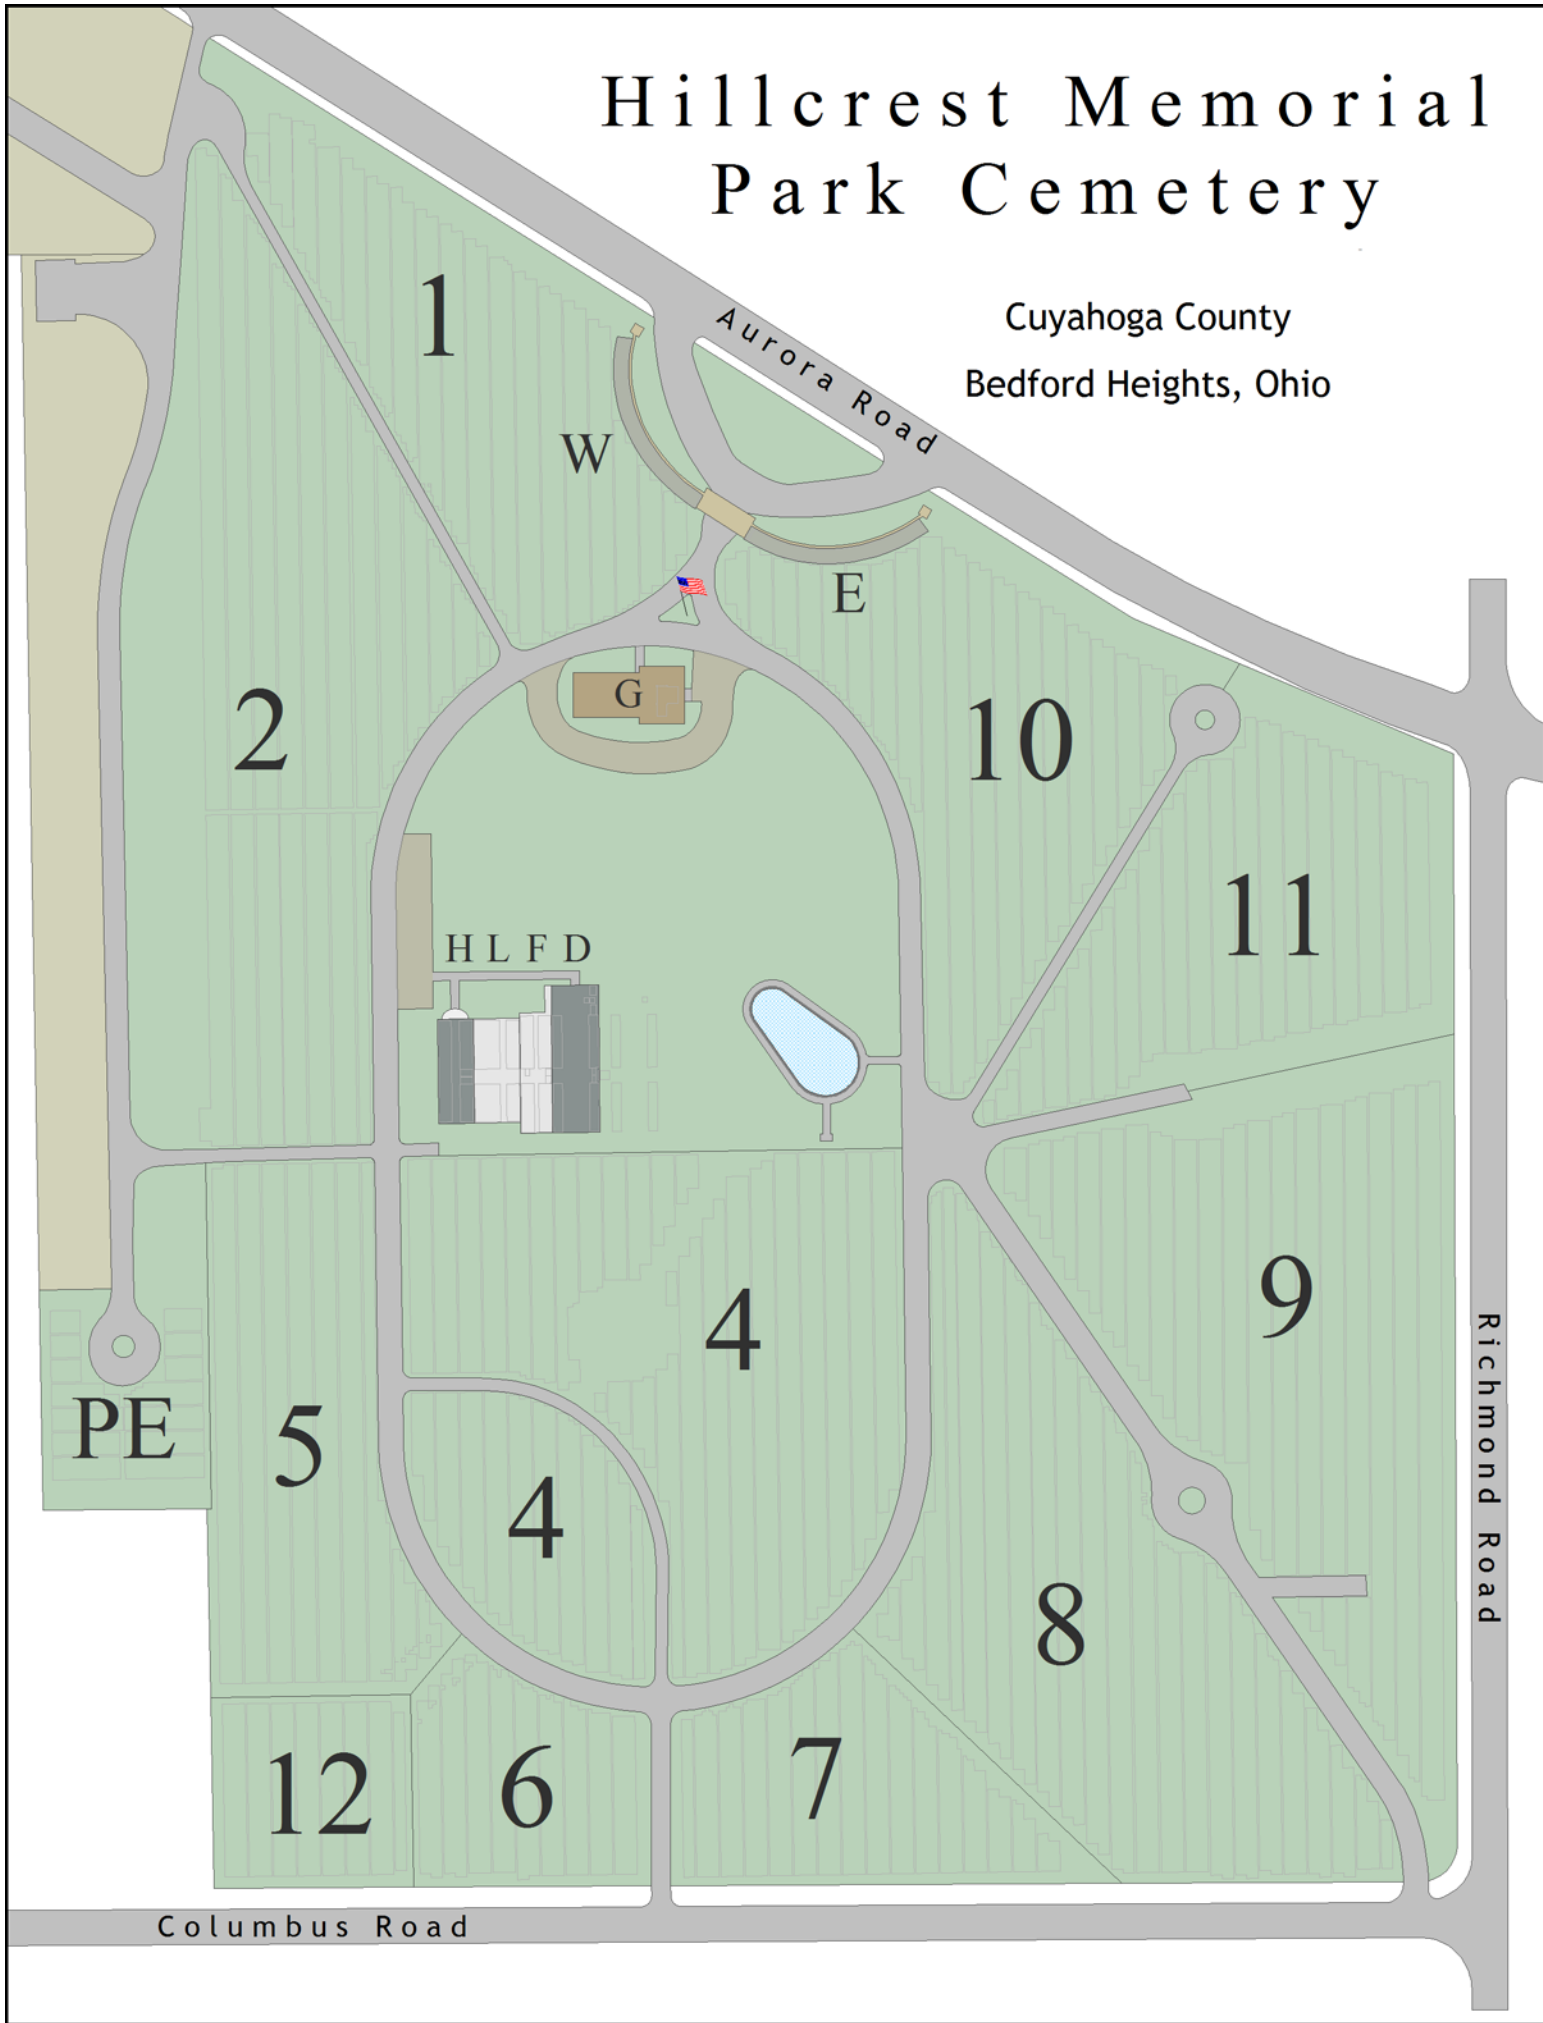 Hillcrest Memorial
Park Cemetery
Cuyahoga County
Bedford Heights, Ohio
Aurora Road
1
W
E
G
2
10
11
H L F D
4
9
Richmond Road
PE
5
4
8
12
6
7
Columbus Road